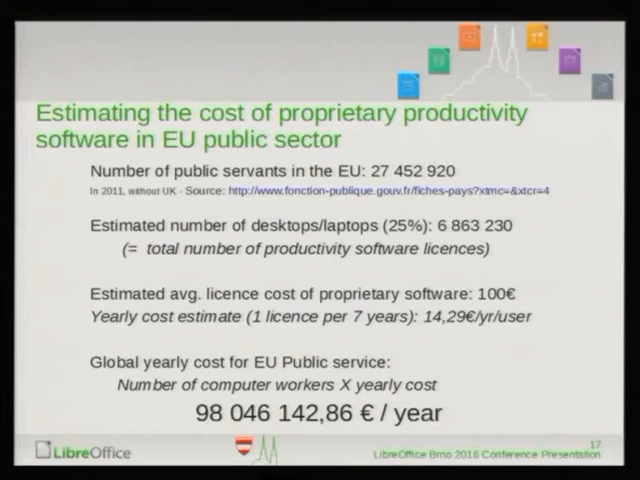 Estimating the cost of proprietary productivity
software in EU public sector
Number of public servants in the EU: 27 452 920
In 2011, without UK - Source: http://www.fonction-publique.gouv.fr/fiches-pays?xtmc=&xtcr=4
Estimated number of desktops/laptops (25%): 6 863 230
(= total number of productivity software licences)
Estimated avg. licence cost of proprietary software: 100€
Yearly cost estimate (1 licence per 7 years): 14,29€/yr/user
Global yearly cost for EU Public service:
Number of computer workers X yearly cost
98 046 142,86 € / year
17
LibreOffice
LibreOffice Brno 2016 Conference Presentation